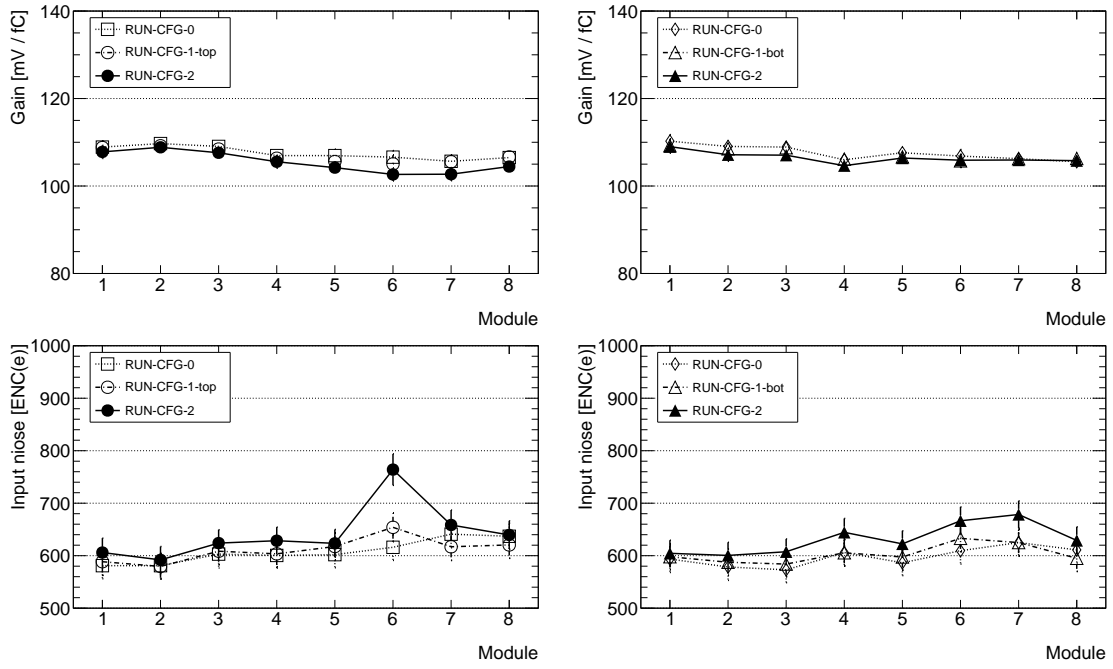 Gain [mV / fC]
140
120
100
80
RUN-CFG-0
RUN-CFG-1-top
RUN-CFG-2
1 2 3 4 5 6 7 8
Module
Gain [mV / fC]
140
120
100
80
RUN-CFG-0
RUN-CFG-1-bot
RUN-CFG-2
1 2 3 4 5 6 7 8
Module
Input niose [ENC(e)]
1000
900
800
700
600
500
RUN-CFG-0
RUN-CFG-1-top
RUN-CFG-2
1 2 3 4 5 6 7 8
Module
Input niose [ENC(e)]
1000
900
800
700
600
500
RUN-CFG-0
RUN-CFG-1-bot
RUN-CFG-2
1 2 3 4 5 6 7 8
Module